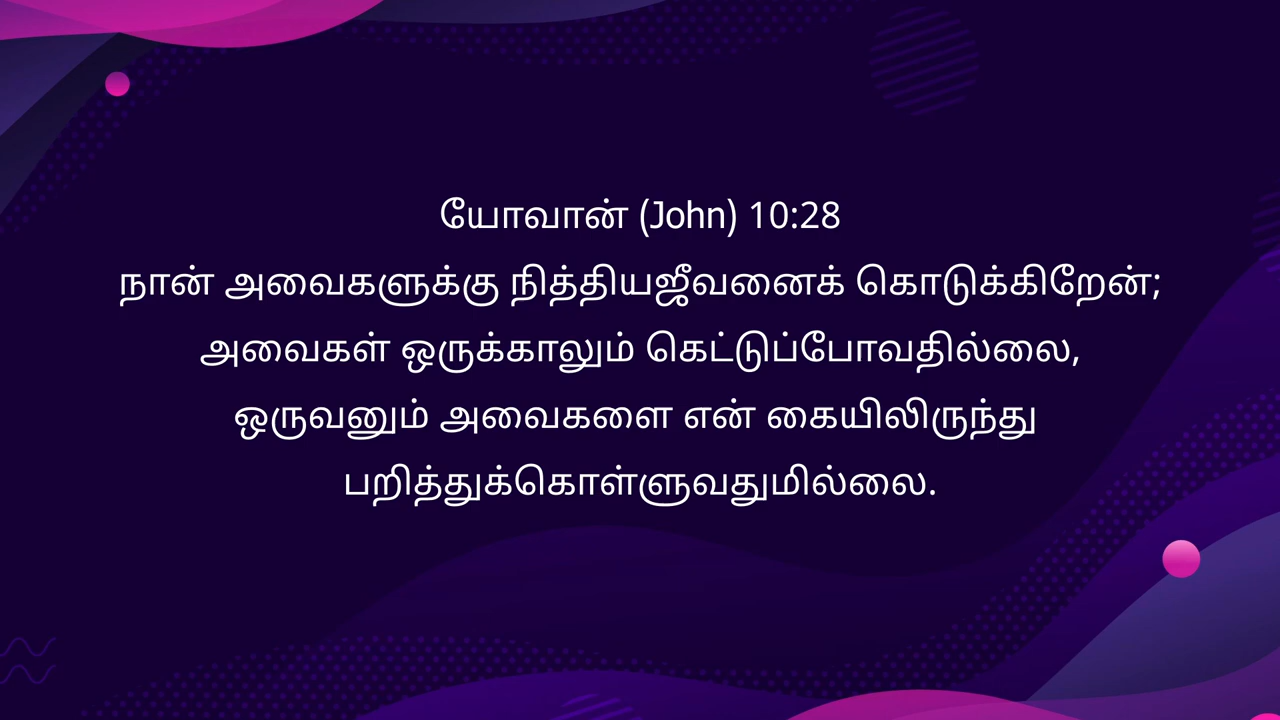 யோவான் (John) 10:28
நான் அவைகளுக்கு நித்தியஜீவனைக் கொடுக்கிறேன்;
அவைகள் ஒருக்காலும் கெட்டுப்போவதில்லை,
ஒருவனும் அவைகளை என் கையிலிருந்து
பறித்துக்கொள்ளுவதுமில்லை.